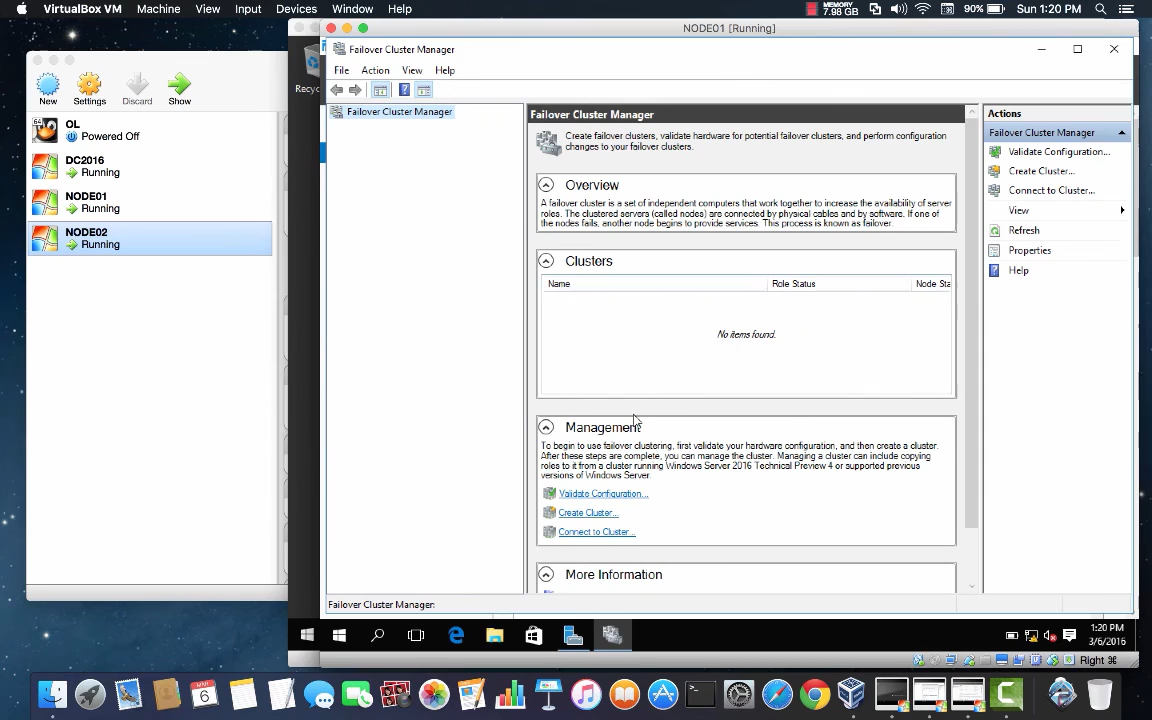 VirtualBox VM Machine View Input Devices Window Help
MEMORY
7.98 GB
90%
Sun 1:20 PM
NODE01 [Running]
New
Settings
Discard
Show
64
OL
Powered Off
DC2016
Running
NODE01
Running
NODE02
Running
Recyc
Failover Cluster Manager
File Action View Help
Failover Cluster Manager
Failover Cluster Manager
Create failover clusters, validate hardware for potential failover clusters, and perform configuration
changes to your failover clusters.
Overview
A failover cluster is a set of independent computers that work together to increase the availability of server
roles. The clustered servers (called nodes) are connected by physical cables and by software. If one of
the nodes fails, another node begins to provide services. This process is known as failover.
Clusters
Name Role Status Node Sta
No items found.
Management
To begin to use failover clustering, first validate your hardware configuration, and then create a cluster.
After these steps are complete, you can manage the cluster. Managing a cluster can include copying
roles to it from a cluster running Windows Server 2016 Technical Preview 4 or supported previous
versions of Windows Server.
Validate Configuration...
Create Cluster...
Connect to Cluster...
More Information
Actions
Failover Cluster Manager
Validate Configuration...
Create Cluster...
Connect to Cluster...
View
Refresh
Properties
Help
Failover Cluster Manager:
1:20 PM
3/6/2016
Right ⌘
MAR
6